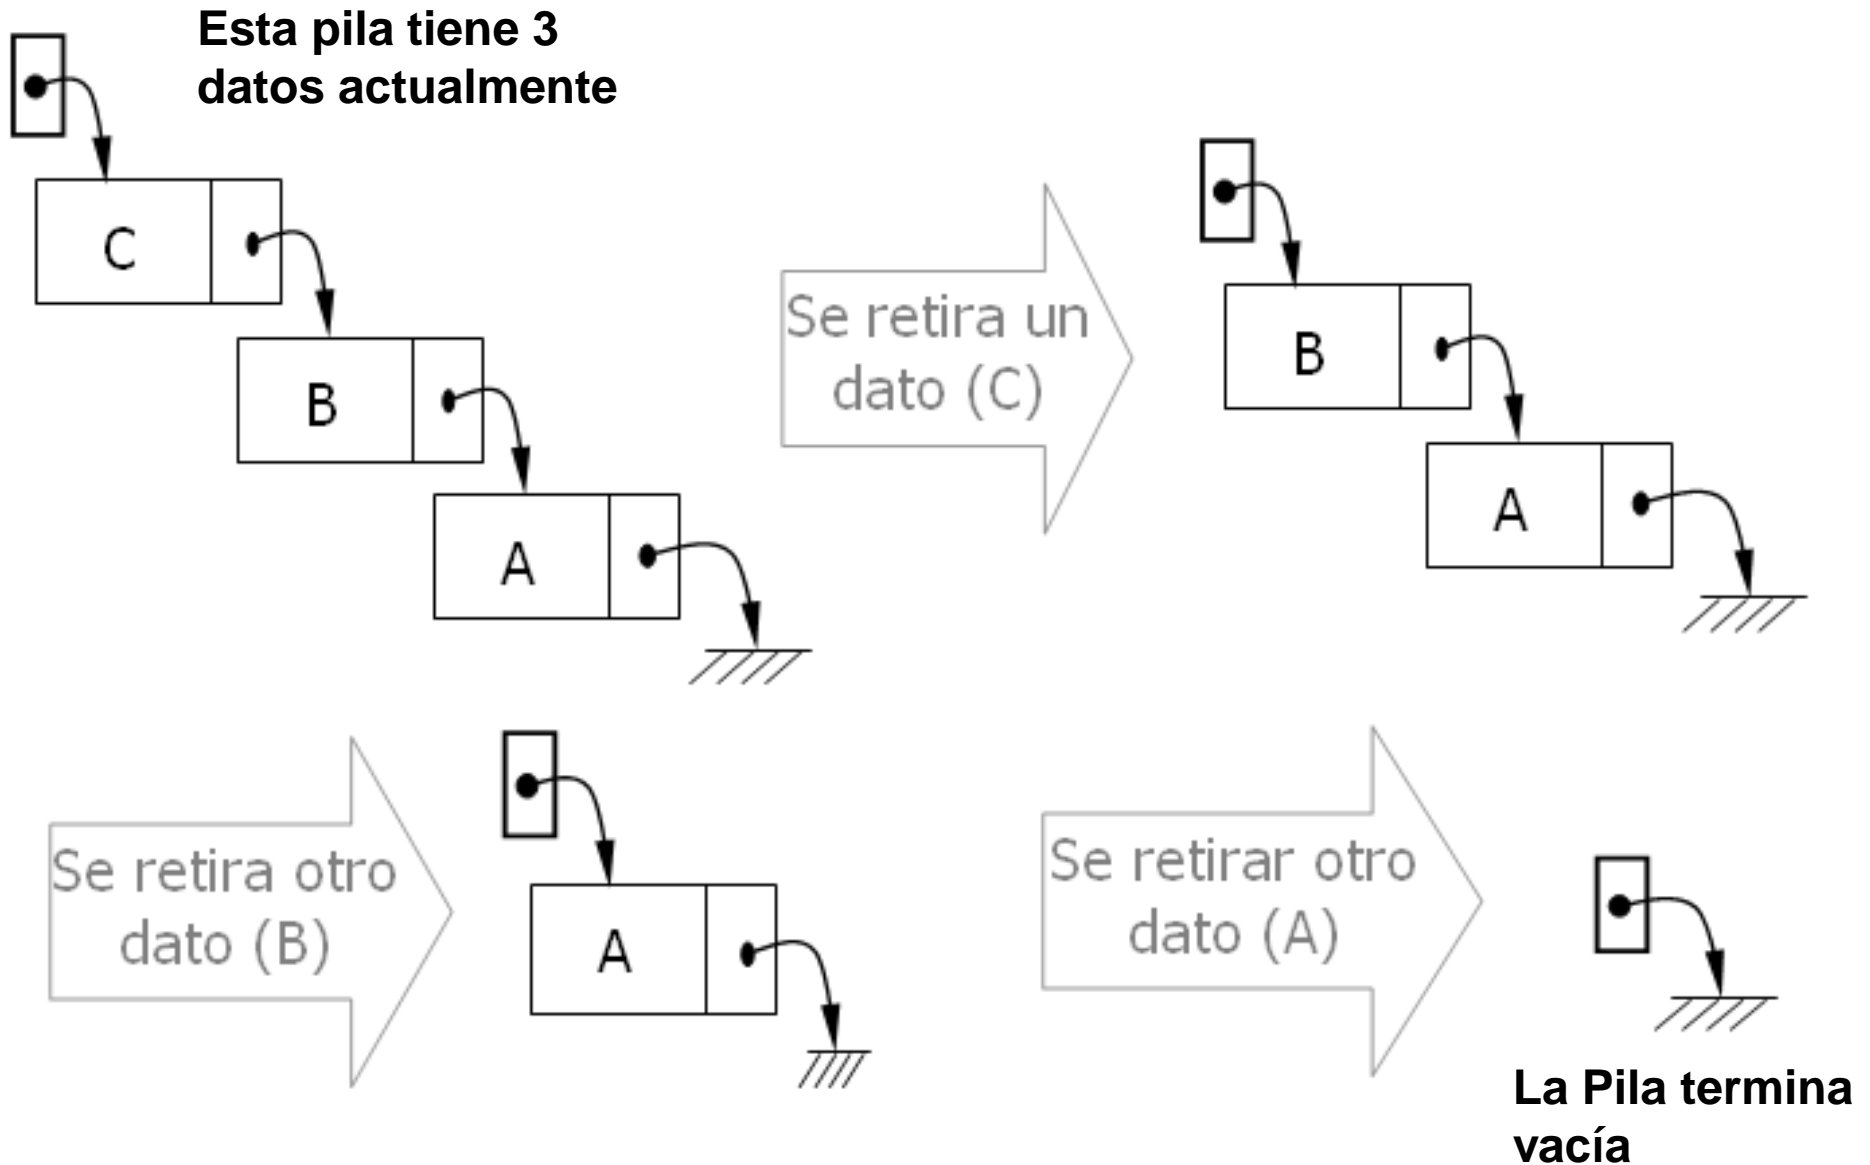 Esta pila tiene 3
datos actualmente
C
B
A
Se retira un
dato (C)
B
A
Se retira otro
dato (B)
A
Se retirar otro
dato (A)
La Pila termina
vacía